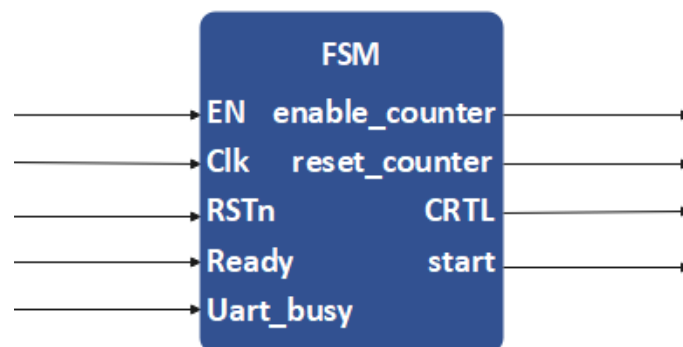 FSM
EN enable_counter
Clk reset_counter
RSTn CRTL
Ready start
Uart_busy